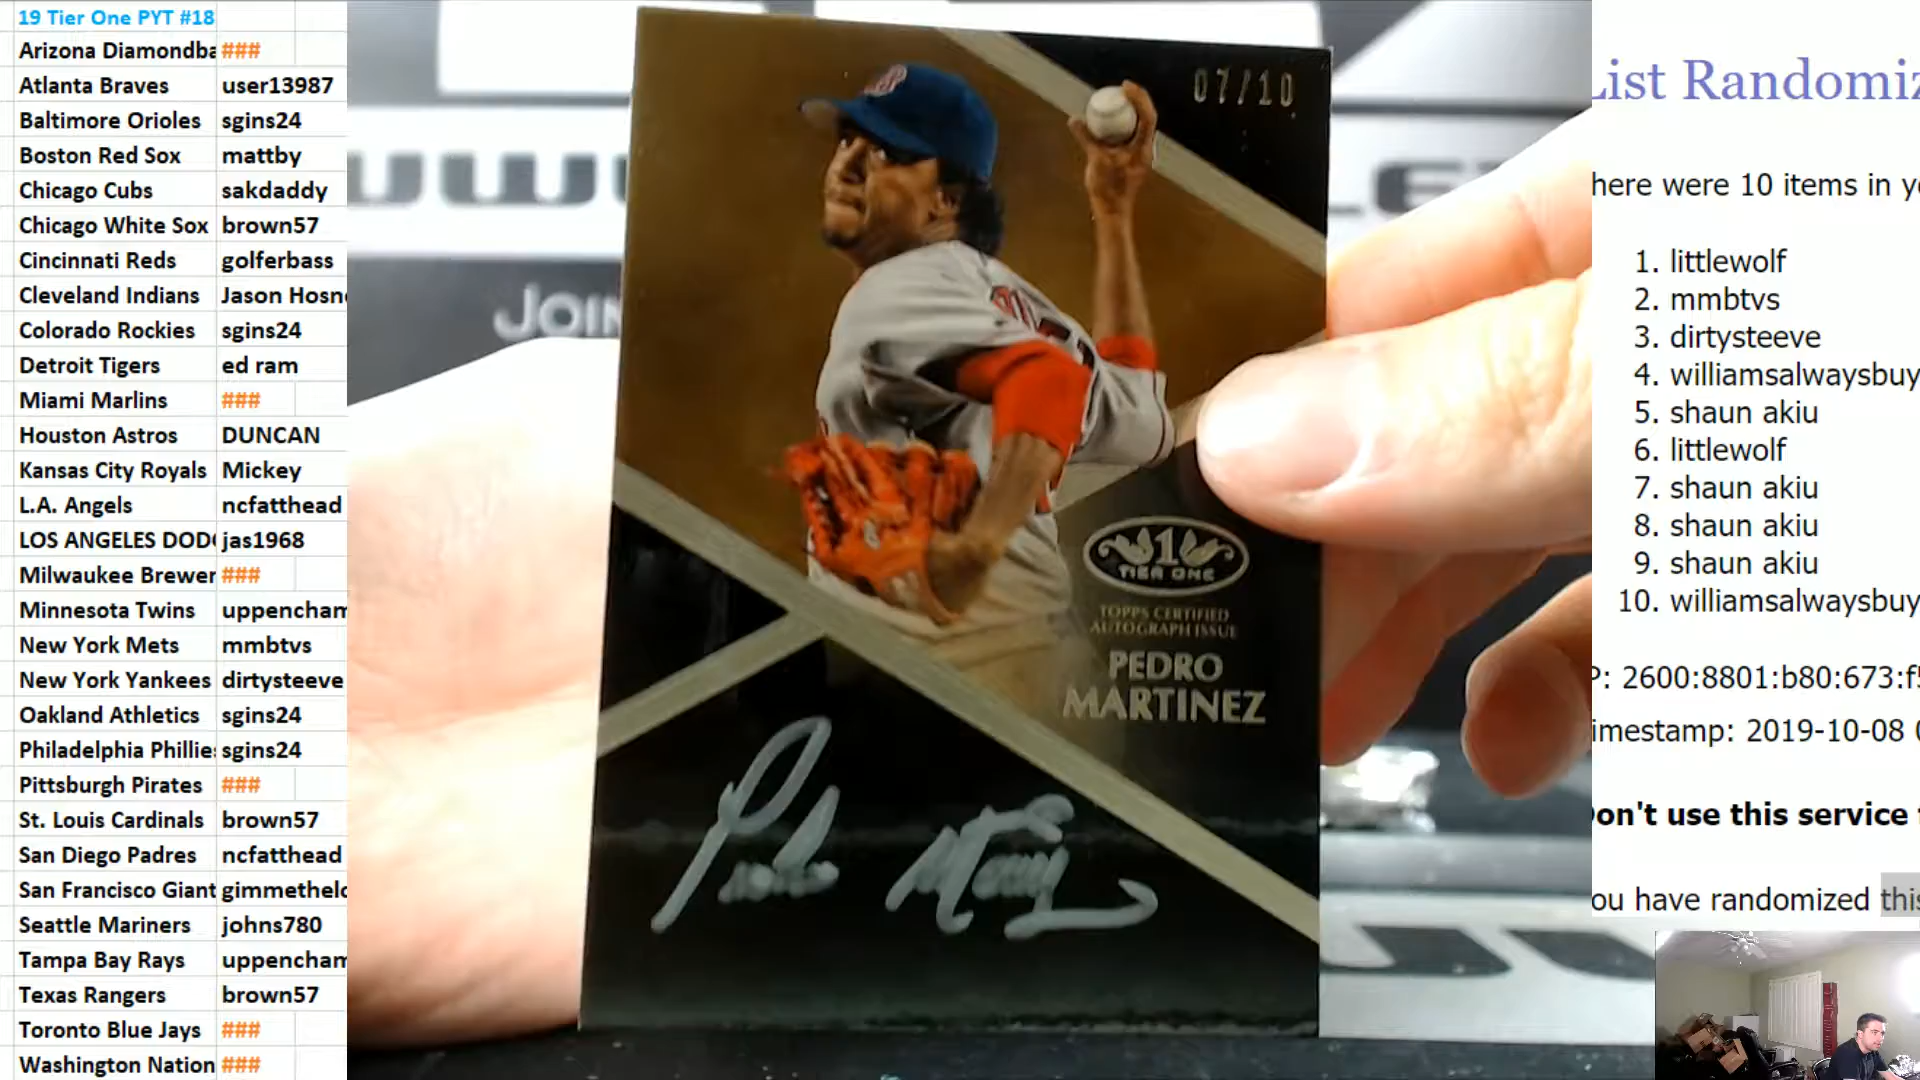 19 Tier One PYT #18
Arizona Diamondba ###
Atlanta Braves user13987
Baltimore Orioles sgins24
Boston Red Sox mattby
Chicago Cubs sakdaddy
Chicago White Sox brown57
Cincinnati Reds golferbass
Cleveland Indians Jason Hosn
Colorado Rockies sgins24
Detroit Tigers ed ram
Miami Marlins ###
Houston Astros DUNCAN
Kansas City Royals Mickey
L.A. Angels ncfatthead
LOS ANGELES DOD jas1968
Milwaukee Brewer ###
Minnesota Twins uppencham
New York Mets mmbtvs
New York Yankees dirtysteeve
Oakland Athletics sgins24
Philadelphia Phillie sgins24
Pittsburgh Pirates ###
St. Louis Cardinals brown57
San Diego Padres ncfatthead
San Francisco Giant gimmethelo
Seattle Mariners johns780
Tampa Bay Rays uppencham
Texas Rangers brown57
Toronto Blue Jays ###
Washington Nation ###
JOIN
07/10
1
TIER ONE
TOPPS CERTIFIED
AUTOGRAPH ISSUE
PEDRO
MARTINEZ
List Randomiz
here were 10 items in y
1. littlewolf
2. mmbtvs
3. dirtysteeve
4. williamsalwaysbuy
5. shaun akiu
6. littlewolf
7. shaun akiu
8. shaun akiu
9. shaun akiu
10. williamsalwaysbuy
P: 2600:8801:b80:673:f5
imestamp: 2019-10-08 0
on't use this service f
ou have randomized this